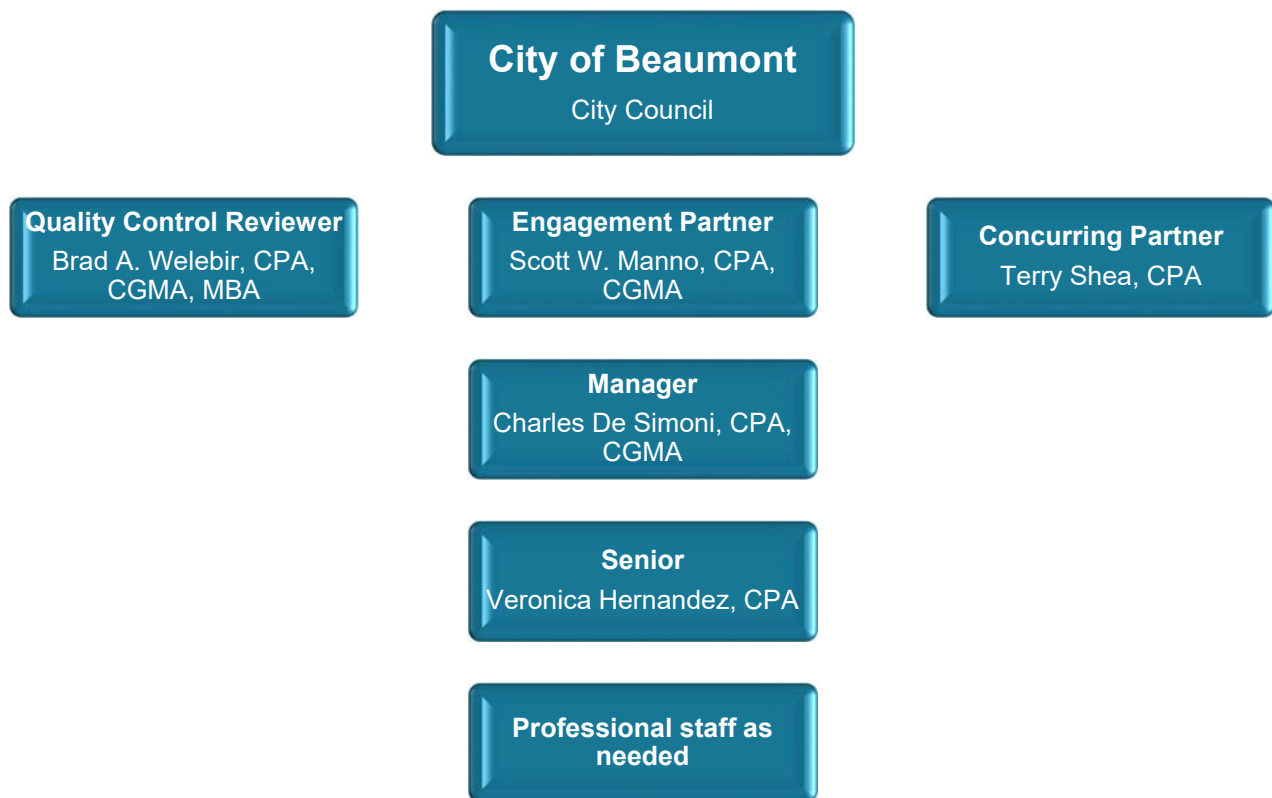 City of Beaumont
City Council
Quality Control Reviewer
Brad A. Welebir, CPA,
CGMA, MBA
Engagement Partner
Scott W. Manno, CPA,
CGMA
Concurring Partner
Terry Shea, CPA
Manager
Charles De Simoni, CPA,
CGMA
Senior
Veronica Hernandez, CPA
Professional staff as
needed